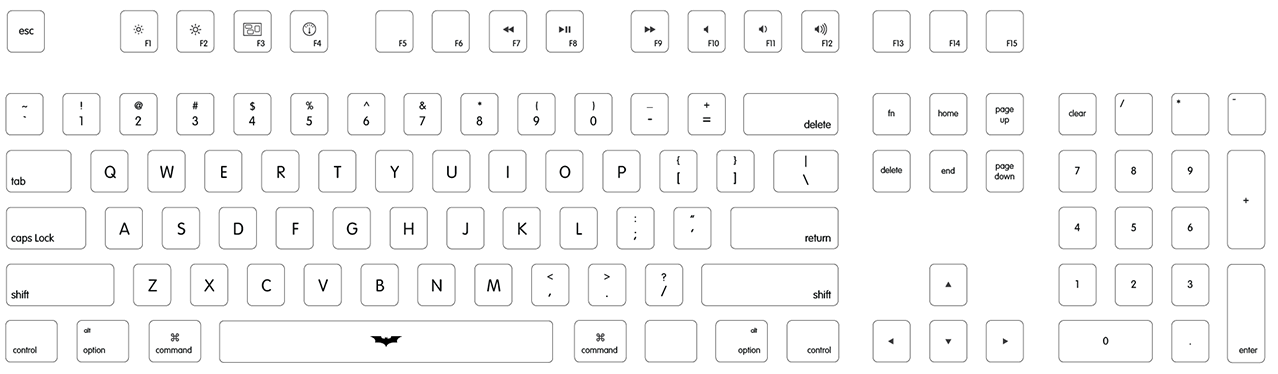 esc F1 F2 F3 F4 F5 F6 F7 F8 F9 F10 F11 F12 F13 F14 F15
~ ! @ # $ % ^ & * ( ) _ +
` 1 2 3 4 5 6 7 8 9 0 - = delete fn home page up clear / * -
tab Q W E R T Y U I O P { [ } ] | \ delete end page down 7 8 9 +
caps Lock A S D F G H J K L : ; " ' return 4 5 6
shift Z X C V B N M < , > . ? / shift 1 2 3
control alt option ⌘ command ⌘ command alt option control 0 . enter